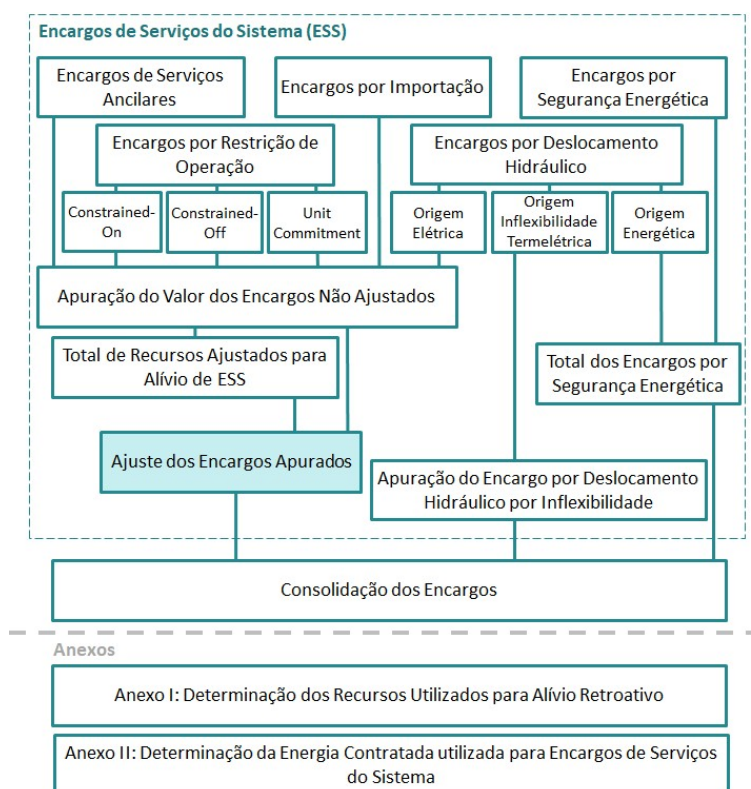 Encargos de Serviços do Sistema (ESS)
Encargos de Serviços
Ancilares
Encargos por Importação
Encargos por
Segurança Energética
Encargos por Restrição de
Operação
Encargos por Deslocamento
Hidráulico
Constrained-
On
Constrained-
Off
Unit
Commitment
Origem
Elétrica
Origem
Inflexibilidade
Termelétrica
Origem
Energética
Apuração do Valor dos Encargos Não Ajustados
Total de Recursos Ajustados para
Alívio de ESS
Total dos Encargos por
Segurança Energética
Ajuste dos Encargos Apurados
Apuração do Encargo por Deslocamento
Hidráulico por Inflexibilidade
Consolidação dos Encargos
Anexos
Anexo I: Determinação dos Recursos Utilizados para Alívio Retroativo
Anexo II: Determinação da Energia Contratada utilizada para Encargos de Serviços
do Sistema